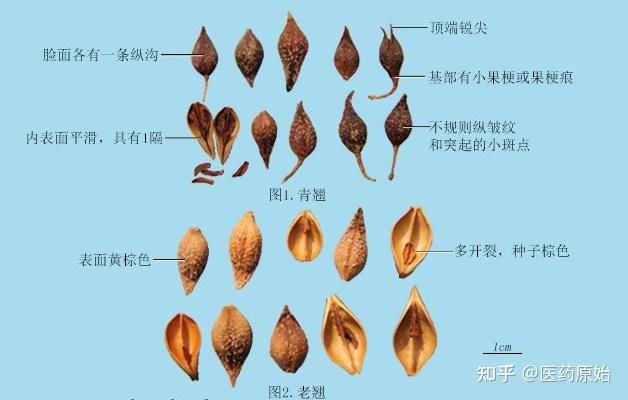 顶端锐尖
脸面各有一条纵沟
基部有小果梗或果梗痕
内表面平滑，具有1隔
不规则纵皱纹
和突起的小斑点
图1.青翘
表面黄棕色
多开裂，种子棕色
1cm
图2.老翘
知乎 @医药原始